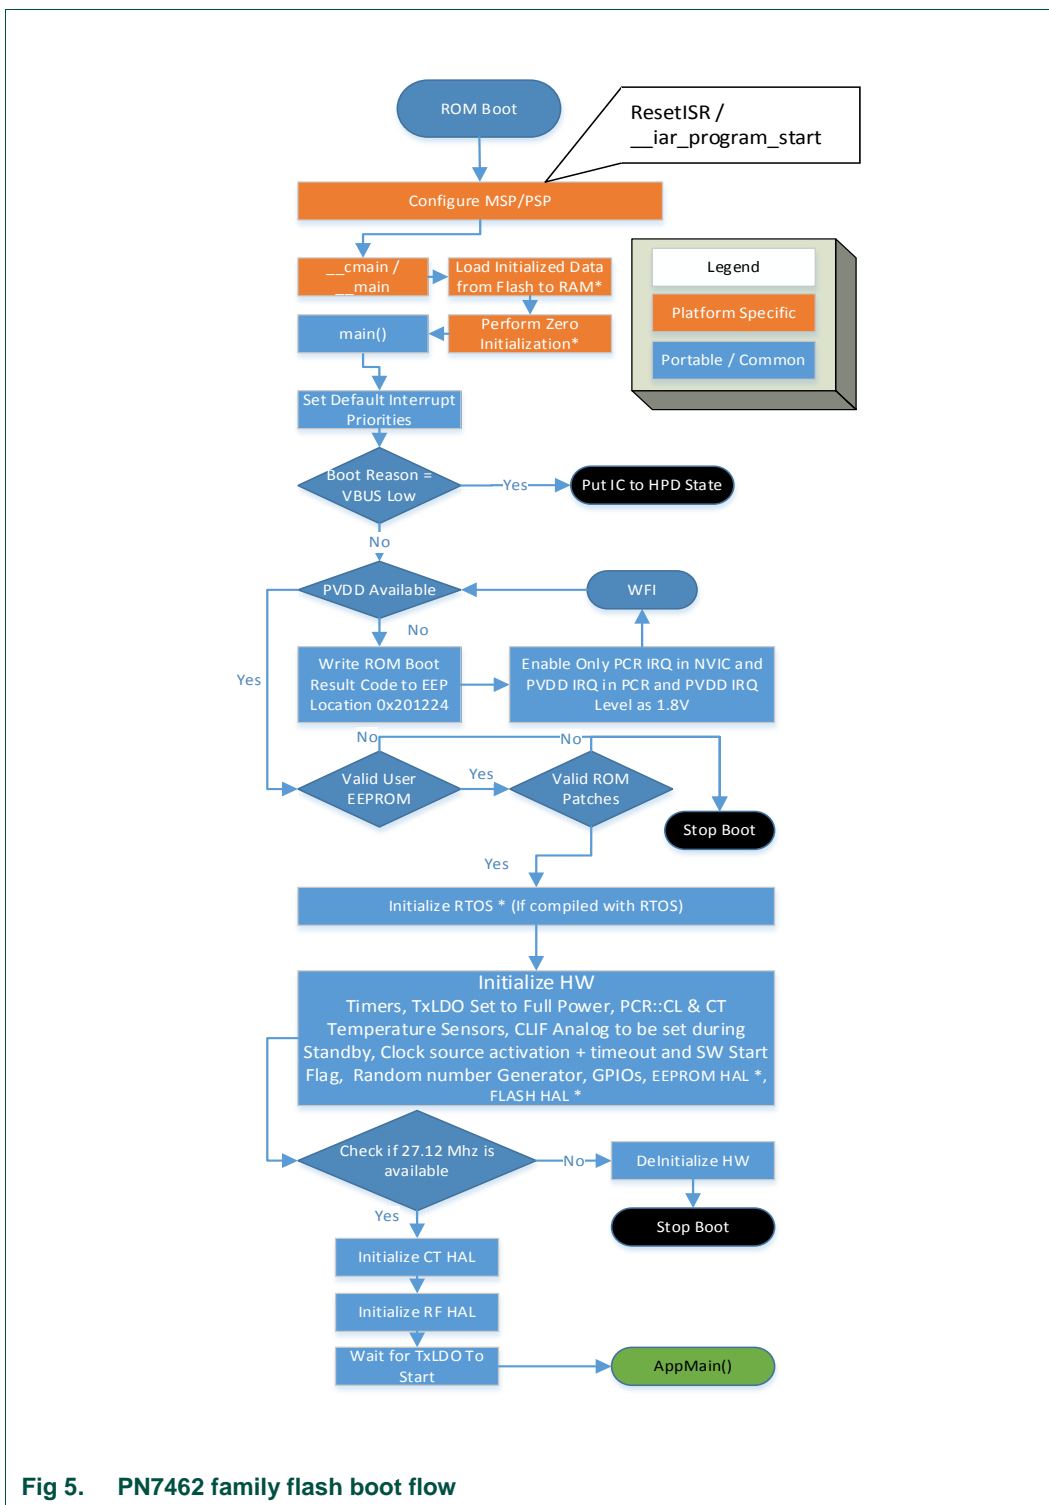 ROM Boot
ResetISR /
__iar_program_start
Configure MSP/PSP
__cmain /
__main
Load Initialized Data
from Flash to RAM*
Legend
Platform Specific
Portable / Common
main()
Perform Zero
Initialization*
Set Default Interrupt
Priorities
Boot Reason =
VBUS Low
Yes
Put IC to HPD State
No
PVDD Available
WFI
No
Yes
Write ROM Boot
Result Code to EEP
Location 0x201224
Enable Only PCR IRQ in NVIC and
PVDD IRQ in PCR and PVDD IRQ
Level as 1.8V
No
No
Valid User
EEPROM
Yes
Valid ROM
Patches
Stop Boot
Yes
Initialize RTOS * (If compiled with RTOS)
Initialize HW
Timers, TxLDO Set to Full Power, PCR::CL & CT
Temperature Sensors, CLIF Analog to be set during
Standby, Clock source activation + timeout and SW Start
Flag, Random number Generator, GPIOs, EEPROM HAL *,
FLASH HAL *
Check if 27.12 Mhz is
available
No
DeInitialize HW
Yes
Stop Boot
Initialize CT HAL
Initialize RF HAL
Wait for TxLDO To
Start
AppMain()
Fig 5. PN7462 family flash boot flow